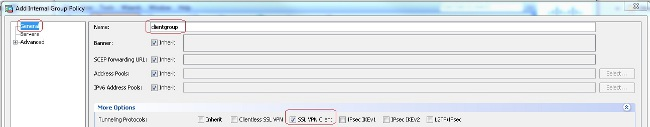 Add Internal Group Policy
General
Servers
Advanced
Name: clientgroup
Banner: Inherit
SCEP forwarding URL: Inherit
Address Pools: Inherit Select...
IPv6 Address Pools: Inherit Select...
More Options
Tunneling Protocols: Inherit Clientless SSL VPN SSL VPN Client IPsec IKEv1 IPsec IKEv2 L2TP/IPsec